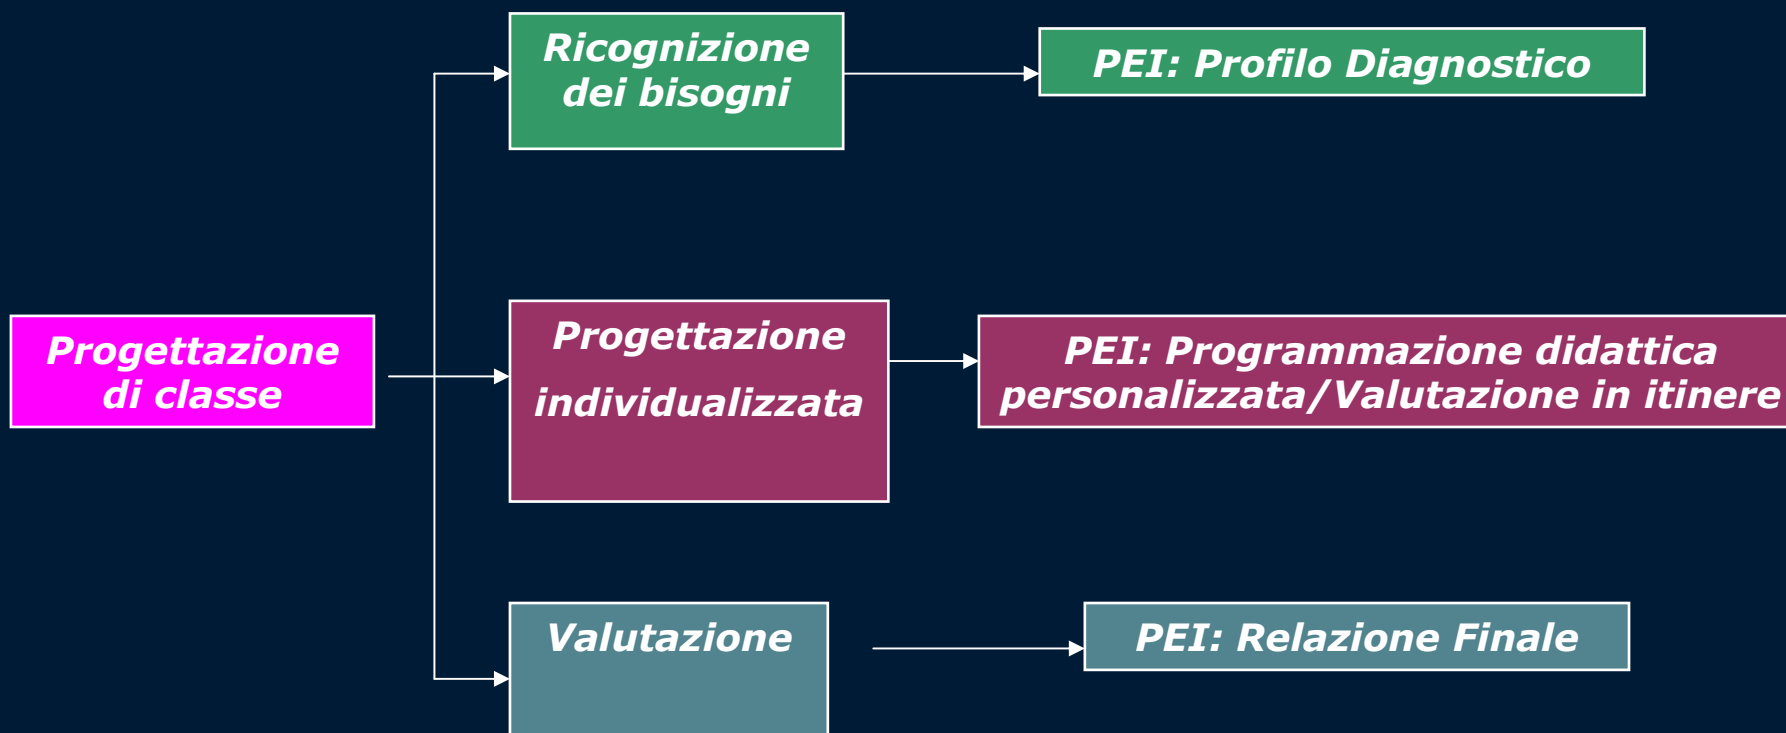 Ricognizione
dei bisogni
PEI: Profilo Diagnostico
Progettazione
di classe
Progettazione
individualizzata
PEI: Programmazione didattica
personalizzata/Valutazione in itinere
Valutazione
PEI: Relazione Finale